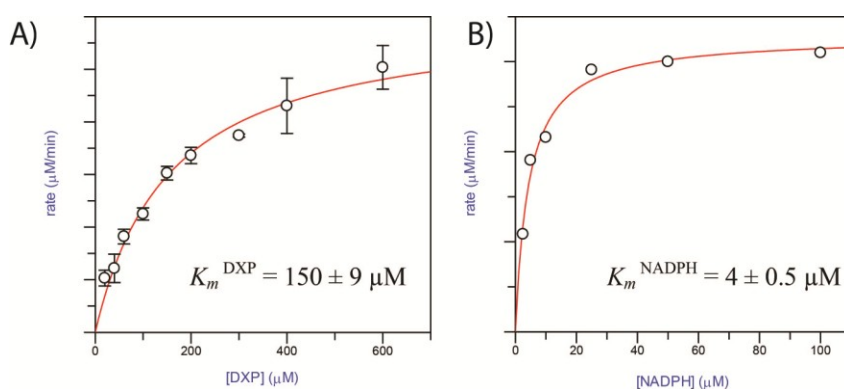 A)
rate (µM/min)
K_m^DXP = 150 ± 9 µM
0 200 400 600
[DXP] (µM)
B)
rate (µM/min)
K_m^NADPH = 4 ± 0.5 µM
0 20 40 60 80 100
[NADPH] (µM)